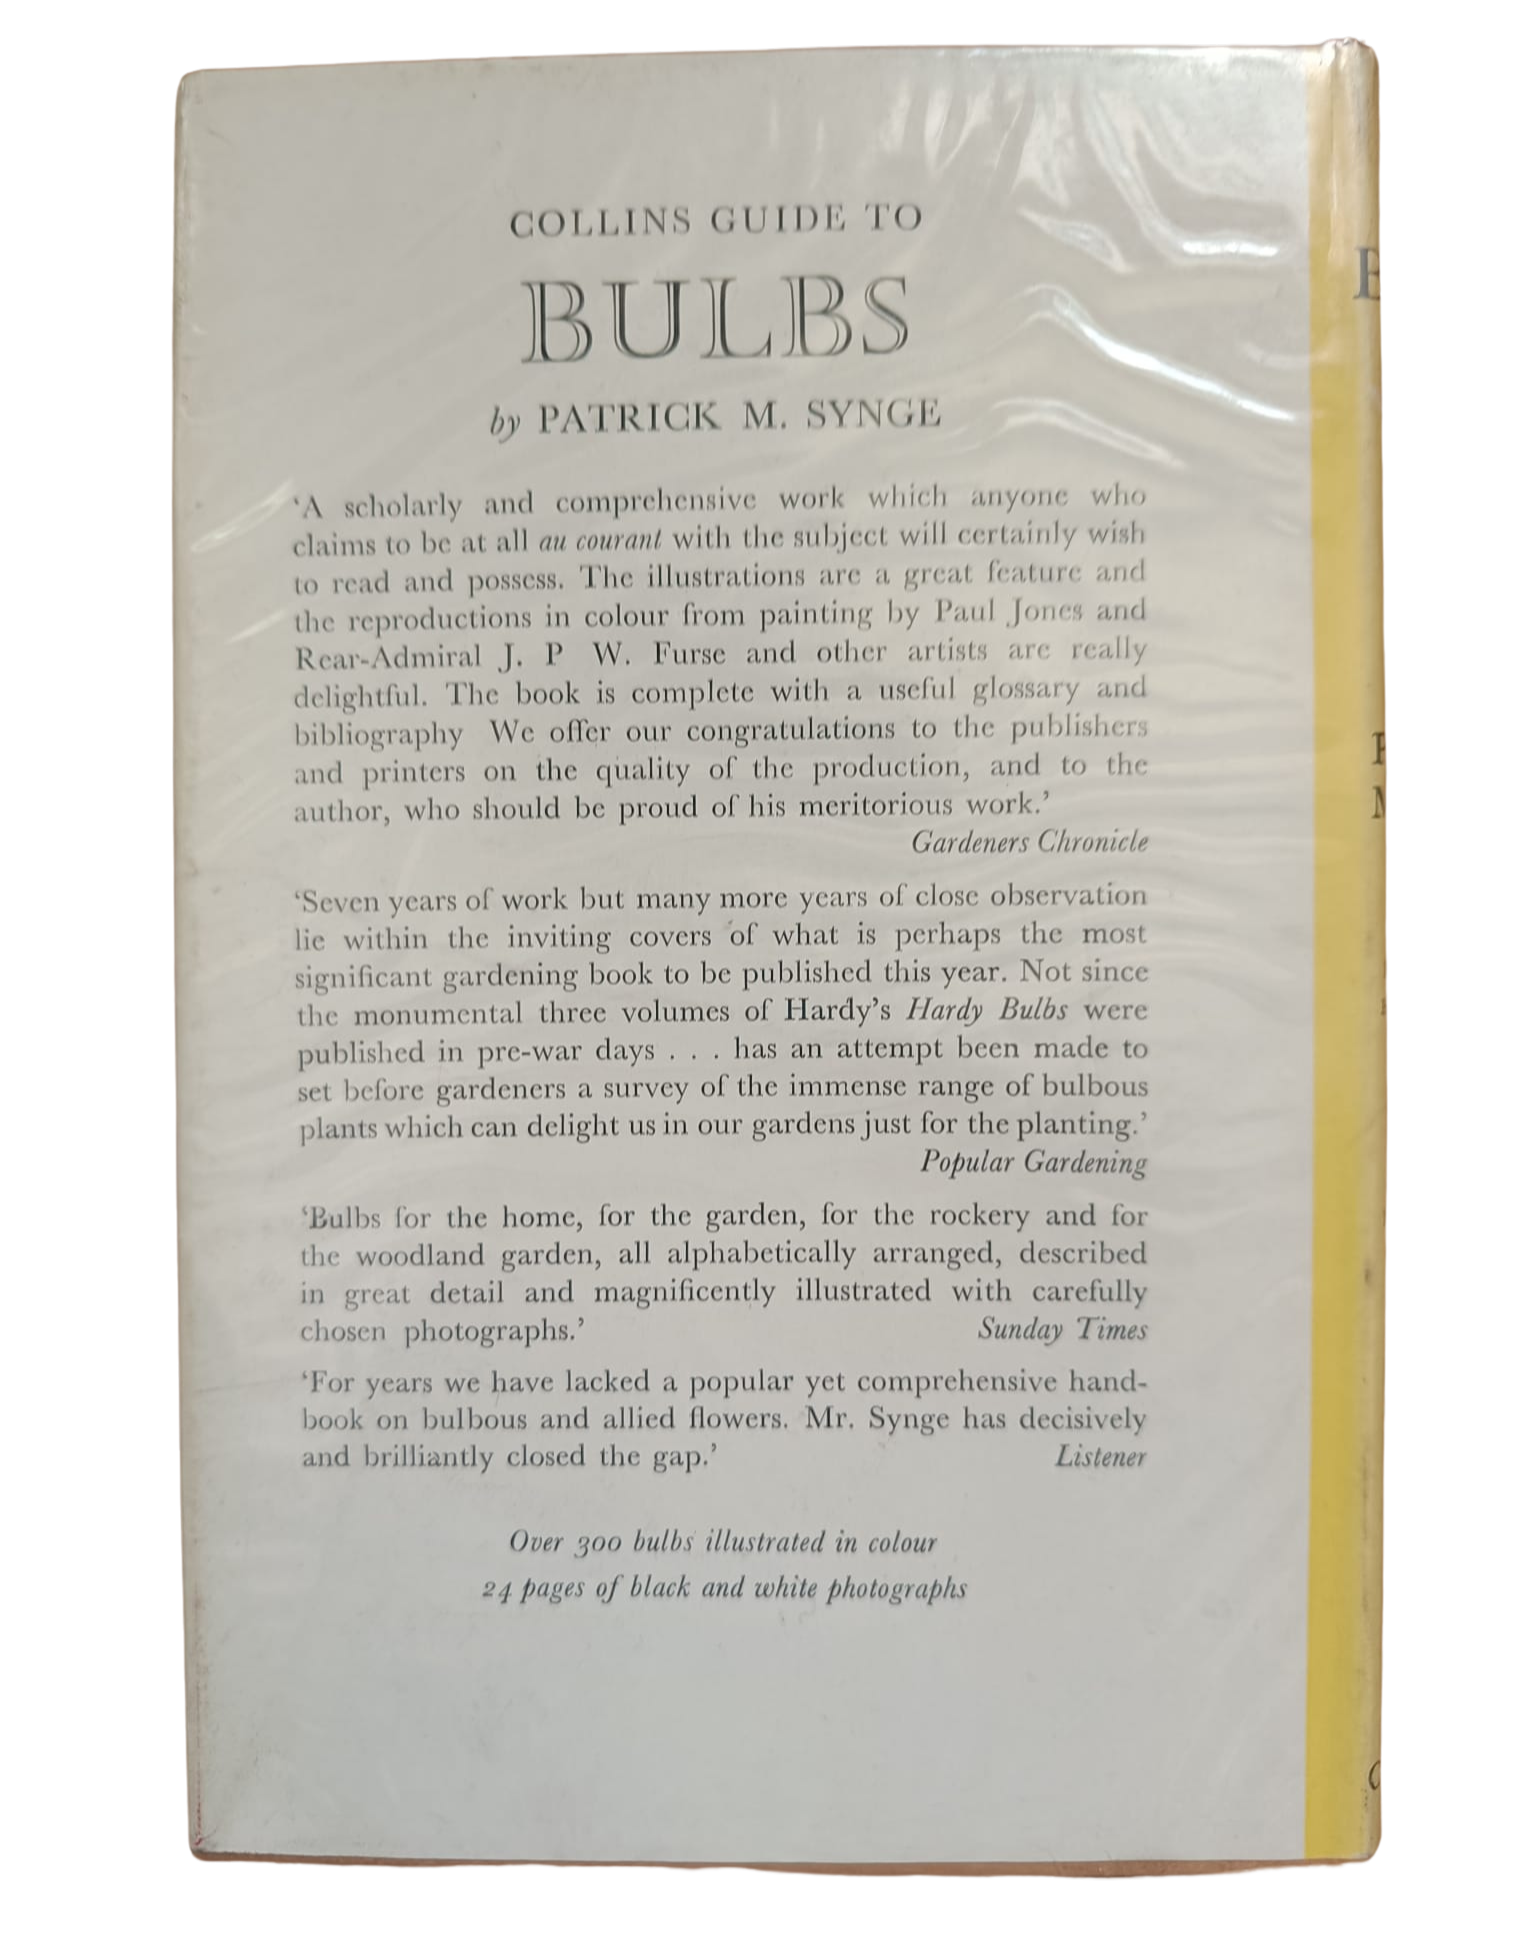 COLLINS GUIDE TO
BULBS
by PATRICK M. SYNGE
‘A scholarly and comprehensive work which anyone who
claims to be at all au courant with the subject will certainly wish
to read and possess. The illustrations are a great feature and
the reproductions in colour from painting by Paul Jones and
Rear-Admiral J. P W. Furse and other artists are really
delightful. The book is complete with a useful glossary and
bibliography We offer our congratulations to the publishers
and printers on the quality of the production, and to the
author, who should be proud of his meritorious work.’
Gardeners Chronicle
‘Seven years of work but many more years of close observation
lie within the inviting covers of what is perhaps the most
significant gardening book to be published this year. Not since
the monumental three volumes of Hardy’s Hardy Bulbs were
published in pre-war days . . . has an attempt been made to
set before gardeners a survey of the immense range of bulbous
plants which can delight us in our gardens just for the planting.’
Popular Gardening
‘Bulbs for the home, for the garden, for the rockery and for
the woodland garden, all alphabetically arranged, described
in great detail and magnificently illustrated with carefully
chosen photographs.’ Sunday Times
‘For years we have lacked a popular yet comprehensive hand-
book on bulbous and allied flowers. Mr. Synge has decisively
and brilliantly closed the gap.’ Listener
Over 300 bulbs illustrated in colour
24 pages of black and white photographs